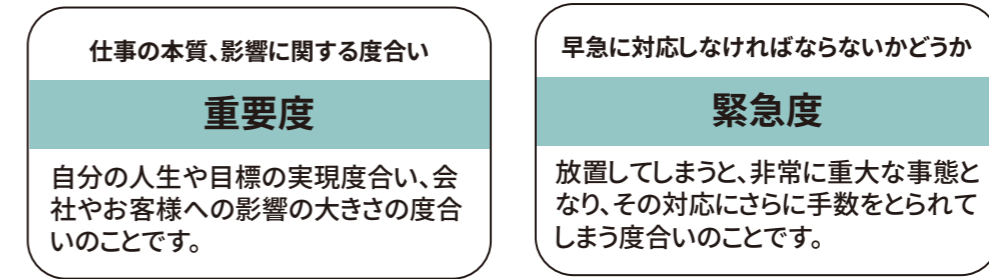 仕事の本質、影響に関する度合い
重要度
自分の人生や目標の実現度合い、会
社やお客様への影響の大きさの度合
いのことです。
早急に対応しなければならないかどうか
緊急度
放置してしまうと、非常に重大な事態と
なり、その対応にさらに手数をとられて
しまう度合いのことです。